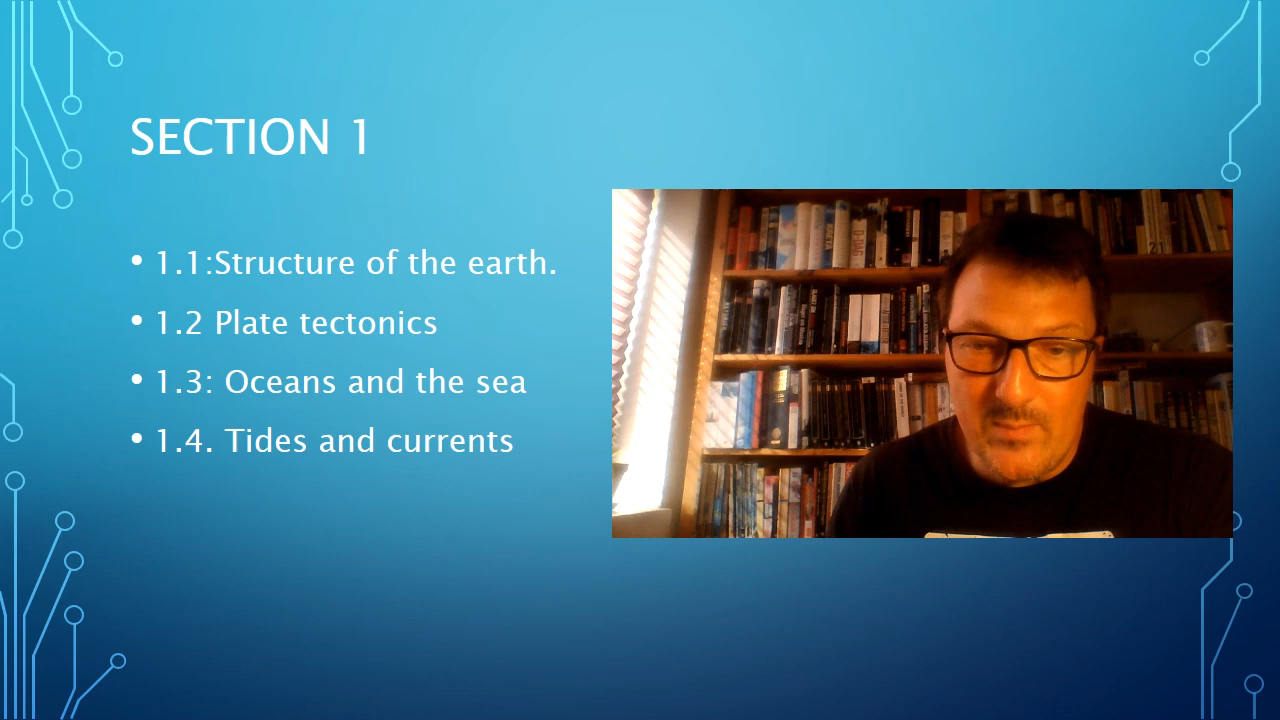 SECTION 1
• 1.1:Structure of the earth.
• 1.2 Plate tectonics
• 1.3: Oceans and the sea
• 1.4. Tides and currents
D-DAY